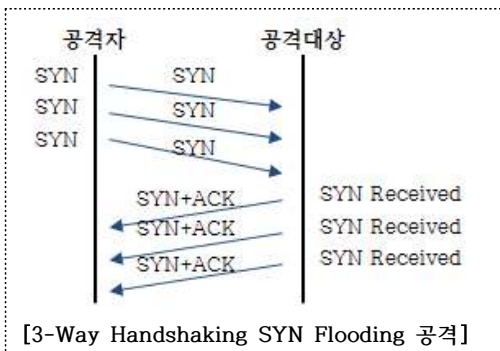 공격자 공격대상
SYN SYN
SYN SYN
SYN SYN
SYN+ACK SYN Received
SYN+ACK SYN Received
SYN+ACK SYN Received
[3-Way Handshaking SYN Flooding 공격]